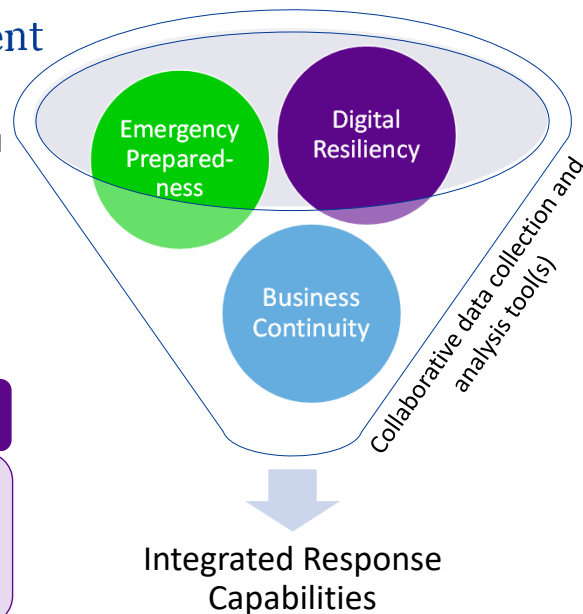 ent
Emergency
Prepared-
ness
Digital
Resiliency
Business
Continuity
Collaborative data collection and
analysis tool(s)
Integrated Response
Capabilities